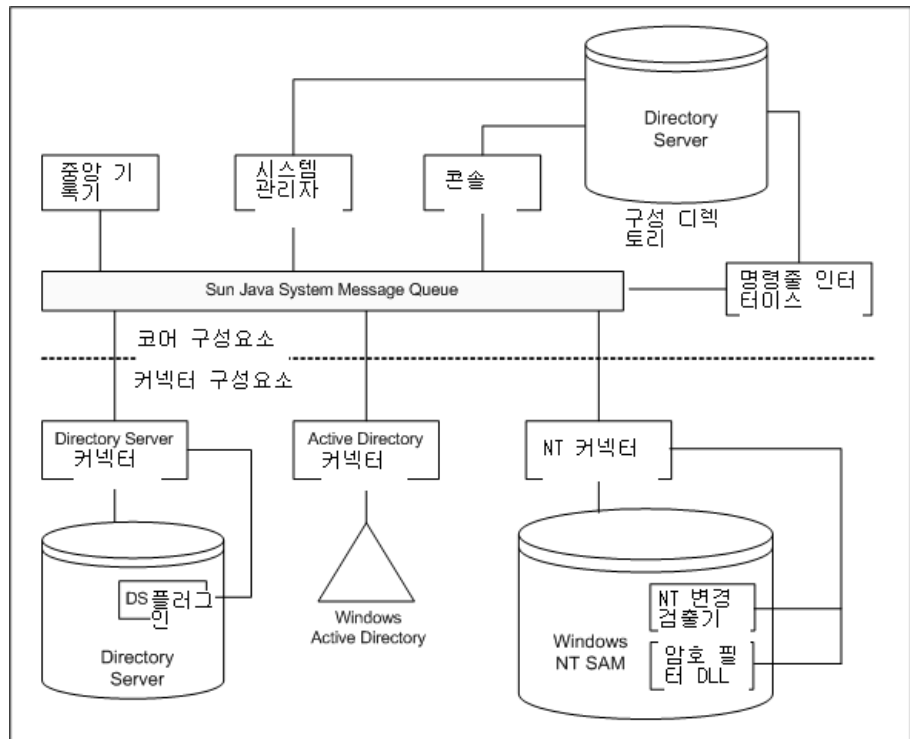 Directory
Server
중앙 기
록기
시스템
관리자
콘솔
구성 디렉
토리
Sun Java System Message Queue
명령줄 인터
터이스
코어 구성요소
커넥터 구성요소
Directory Server
커넥터
Active Directory
커넥터
NT 커넥터
DS플러그
인
Directory
Server
Windows
Active Directory
Windows
NT SAM
NT 변경
검출기
암호 필
터 DLL